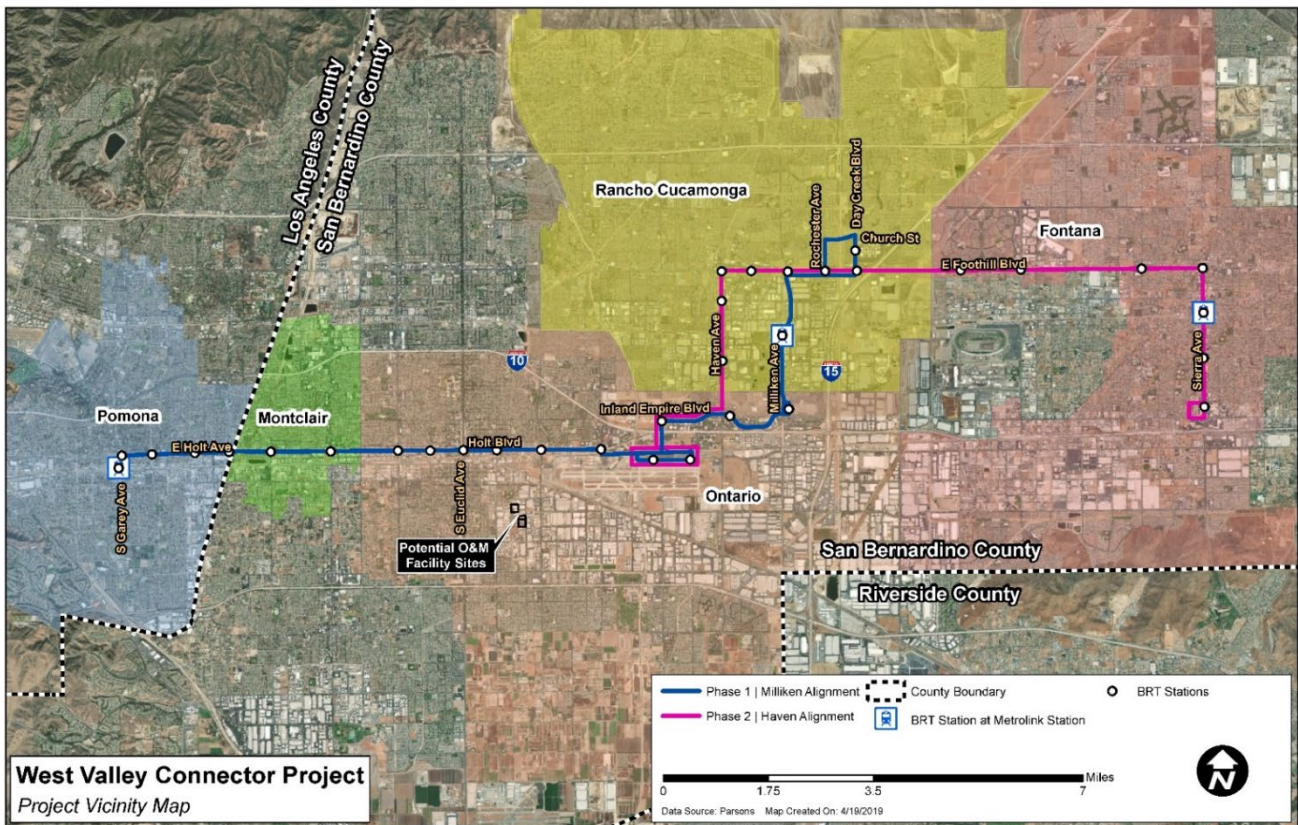 Los Angeles County
San Bernardino County
Rancho Cucamonga
Rochester Ave
Day Creek Blvd
Church St
Fontana
E Foothill Blvd
Haven Ave
Milliken Ave
10
15
Sierra Ave
Inland Empire Blvd
Pomona
Montclair
E Holt Ave
Holt Blvd
S Garey Ave
S Euclid Ave
Ontario
Potential O&M
Facility Sites
San Bernardino County
Riverside County
Phase 1 | Milliken Alignment
County Boundary
BRT Stations
Phase 2 | Haven Alignment
BRT Station at Metrolink Station
Miles
0 1.75 3.5 7
Data Source: Parsons Map Created On: 4/19/2019
N
West Valley Connector Project
Project Vicinity Map